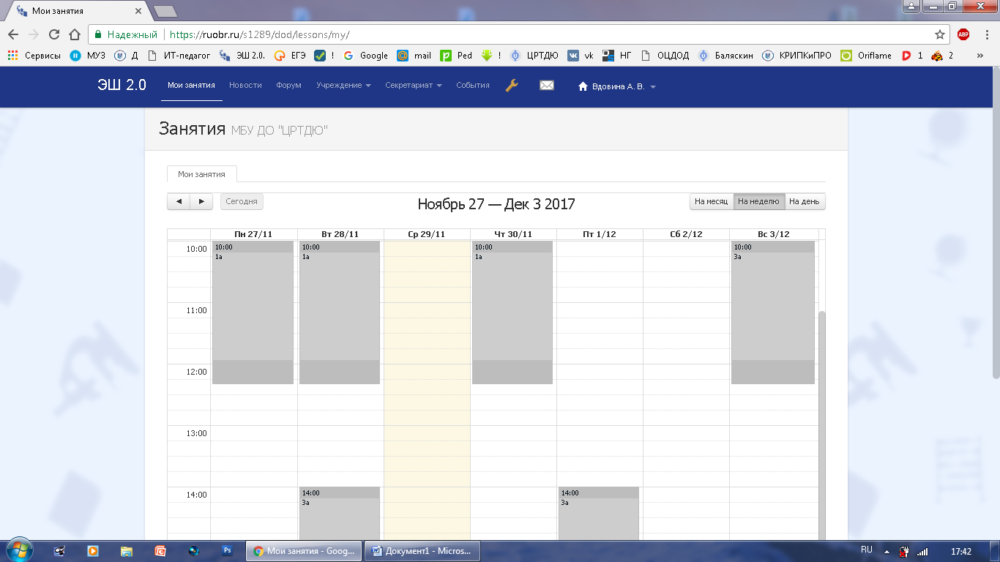 Мои занятия
Надежный https://ruobr.ru/s1289/dod/lessons/my/
Сервисы МУЗ Д ИТ-педагог ЭШ 2.0. ЕГЭ ! Google mail Ped ! ЦРТДЮ vk НГ ОЦДОД Баляскин КРИПКиПРО Oriflame 1 2 »
ЭШ 2.0 Мои занятия Новости Форум Учреждение Секретариат События Вдовина А. В.
Занятия МБУ ДО "ЦРТДЮ"
Мои занятия
Сегодня Ноябрь 27 — Дек 3 2017 На месяц На неделю На день
Пн 27/11 Вт 28/11 Ср 29/11 Чт 30/11 Пт 1/12 Сб 2/12 Вс 3/12
10:00 10:00 10:00 10:00 10:00
1а 1а 1а 3а
11:00
12:00
13:00
14:00 14:00 14:00
3а 3а
Мои занятия - Goog... Документ1 - Micros... RU 17:42